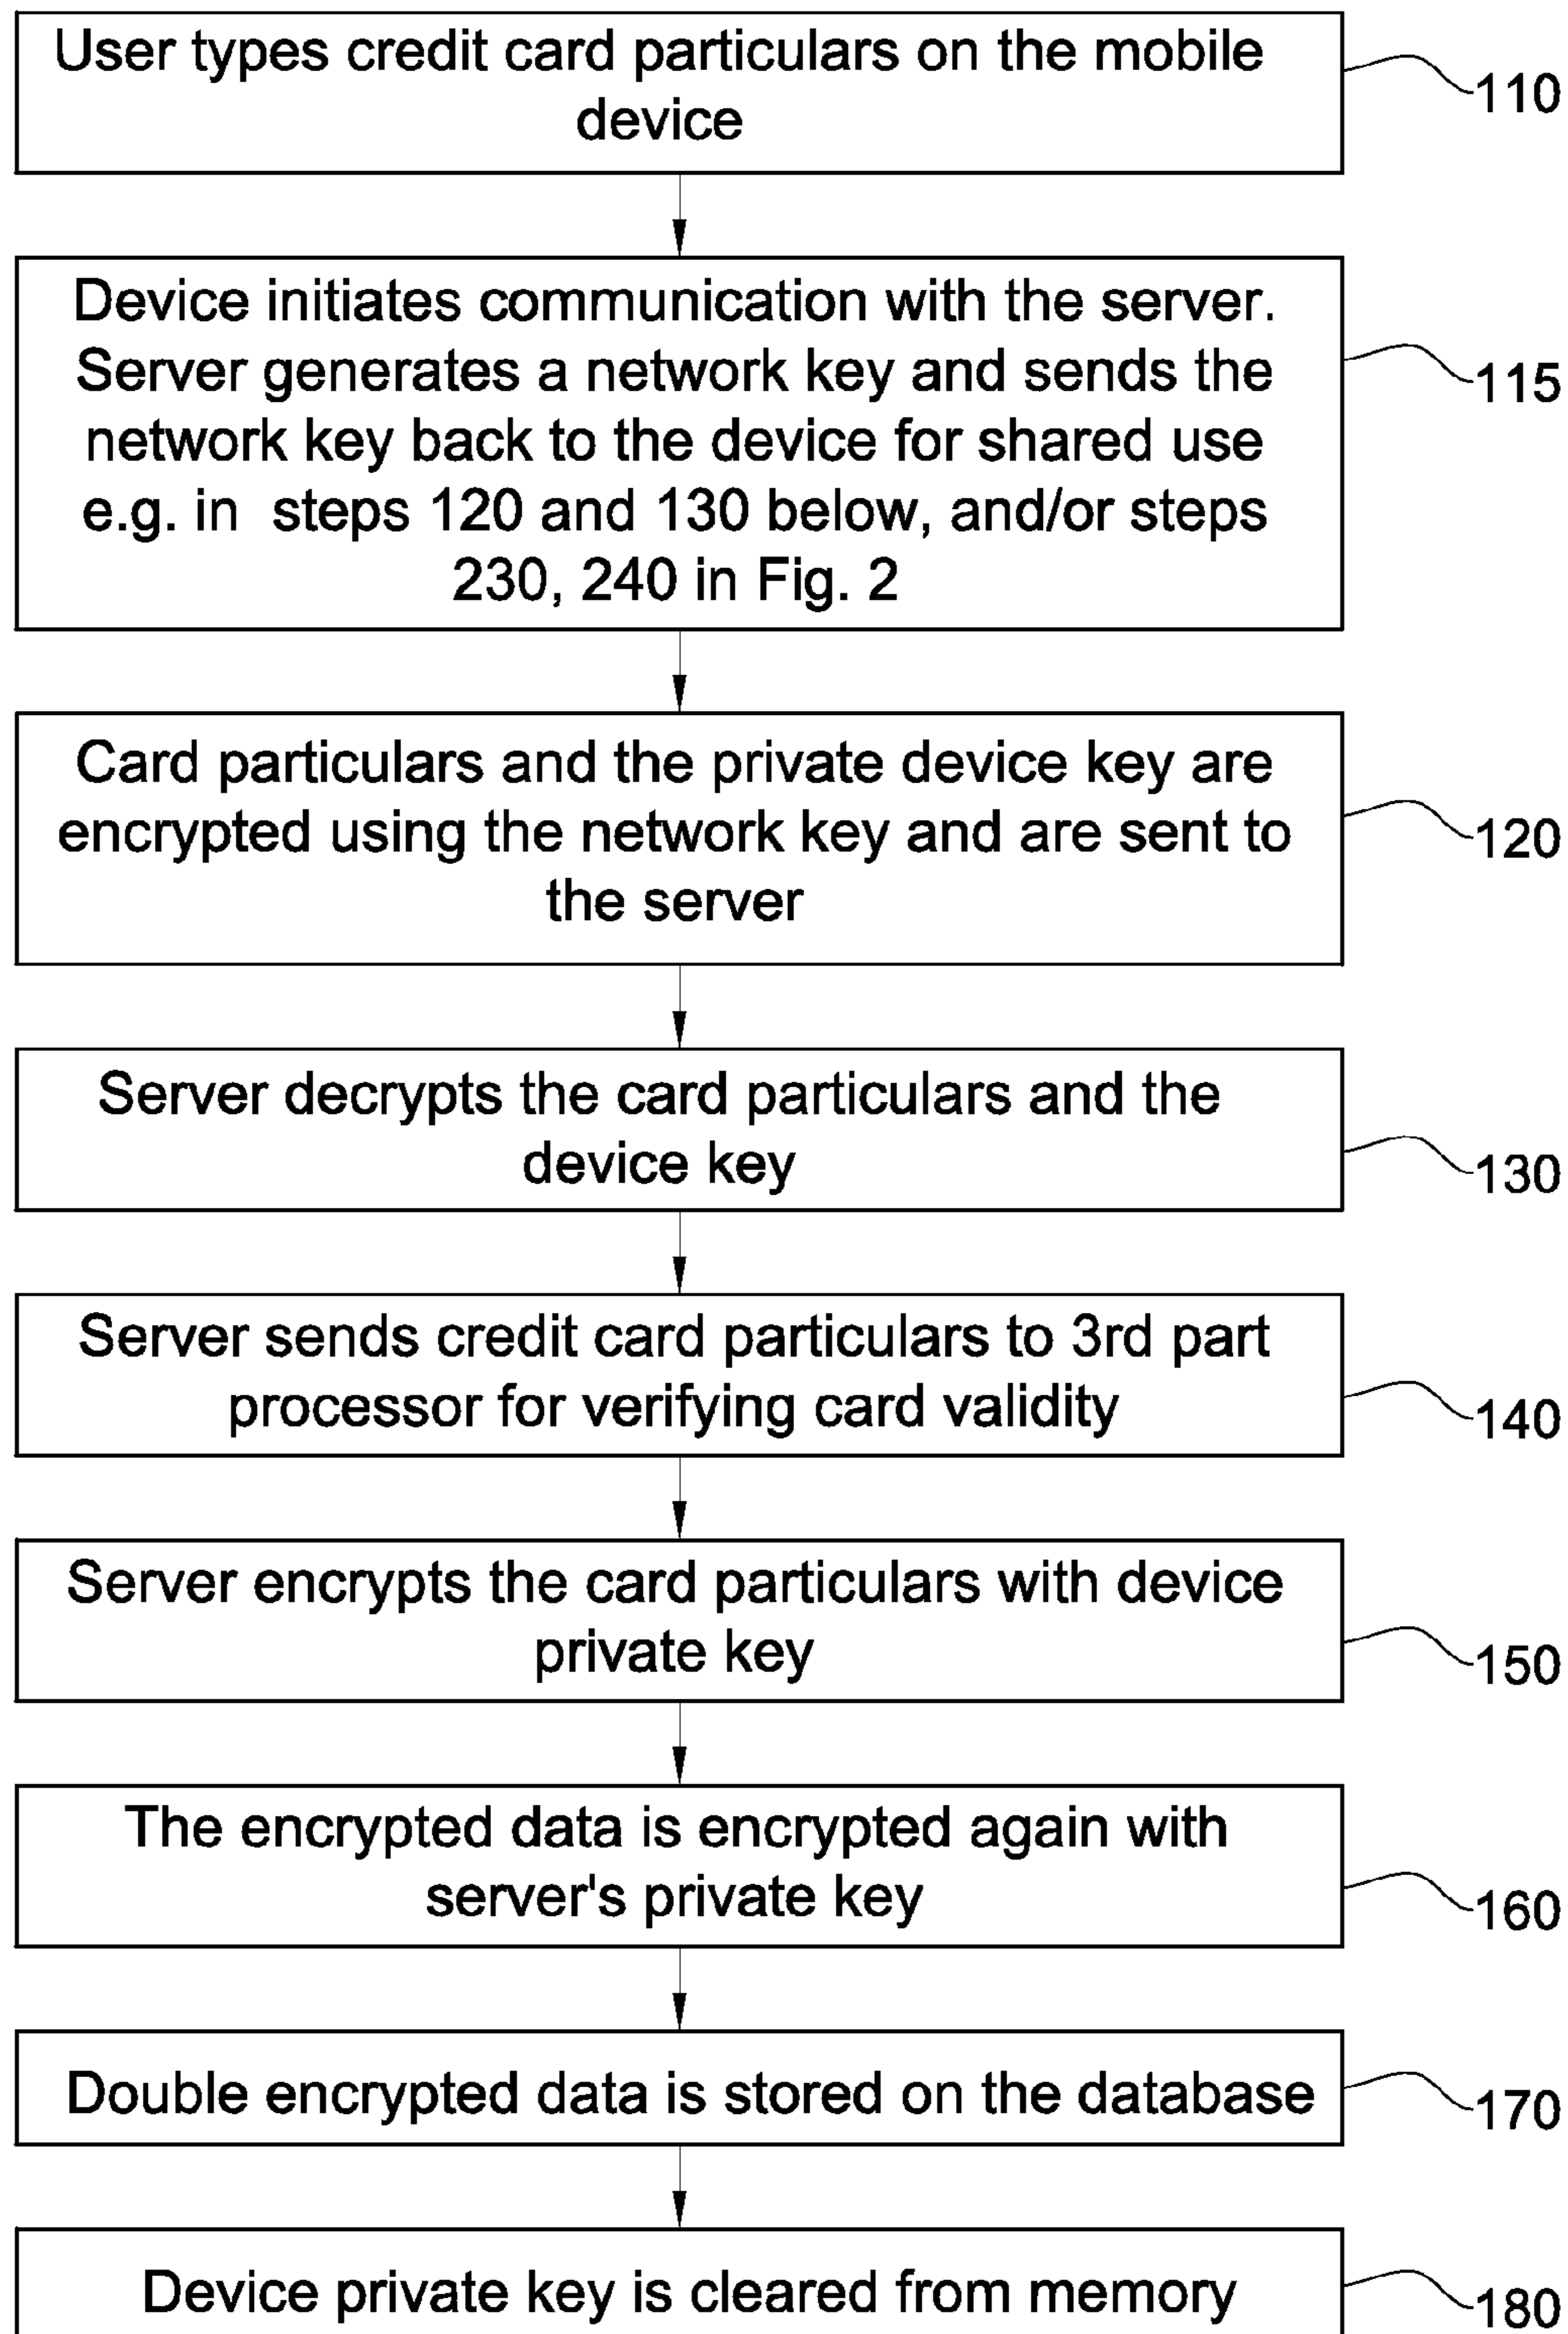 User types credit card particulars on the mobile
device
110
Device initiates communication with the server.
Server generates a network key and sends the
network key back to the device for shared use
e.g. in steps 120 and 130 below, and/or steps
230, 240 in Fig. 2
115
Card particulars and the private device key are
encrypted using the network key and are sent to
the server
120
Server decrypts the card particulars and the
device key
130
Server sends credit card particulars to 3rd part
processor for verifying card validity
140
Server encrypts the card particulars with device
private key
150
The encrypted data is encrypted again with
server's private key
160
Double encrypted data is stored on the database
170
Device private key is cleared from memory
180